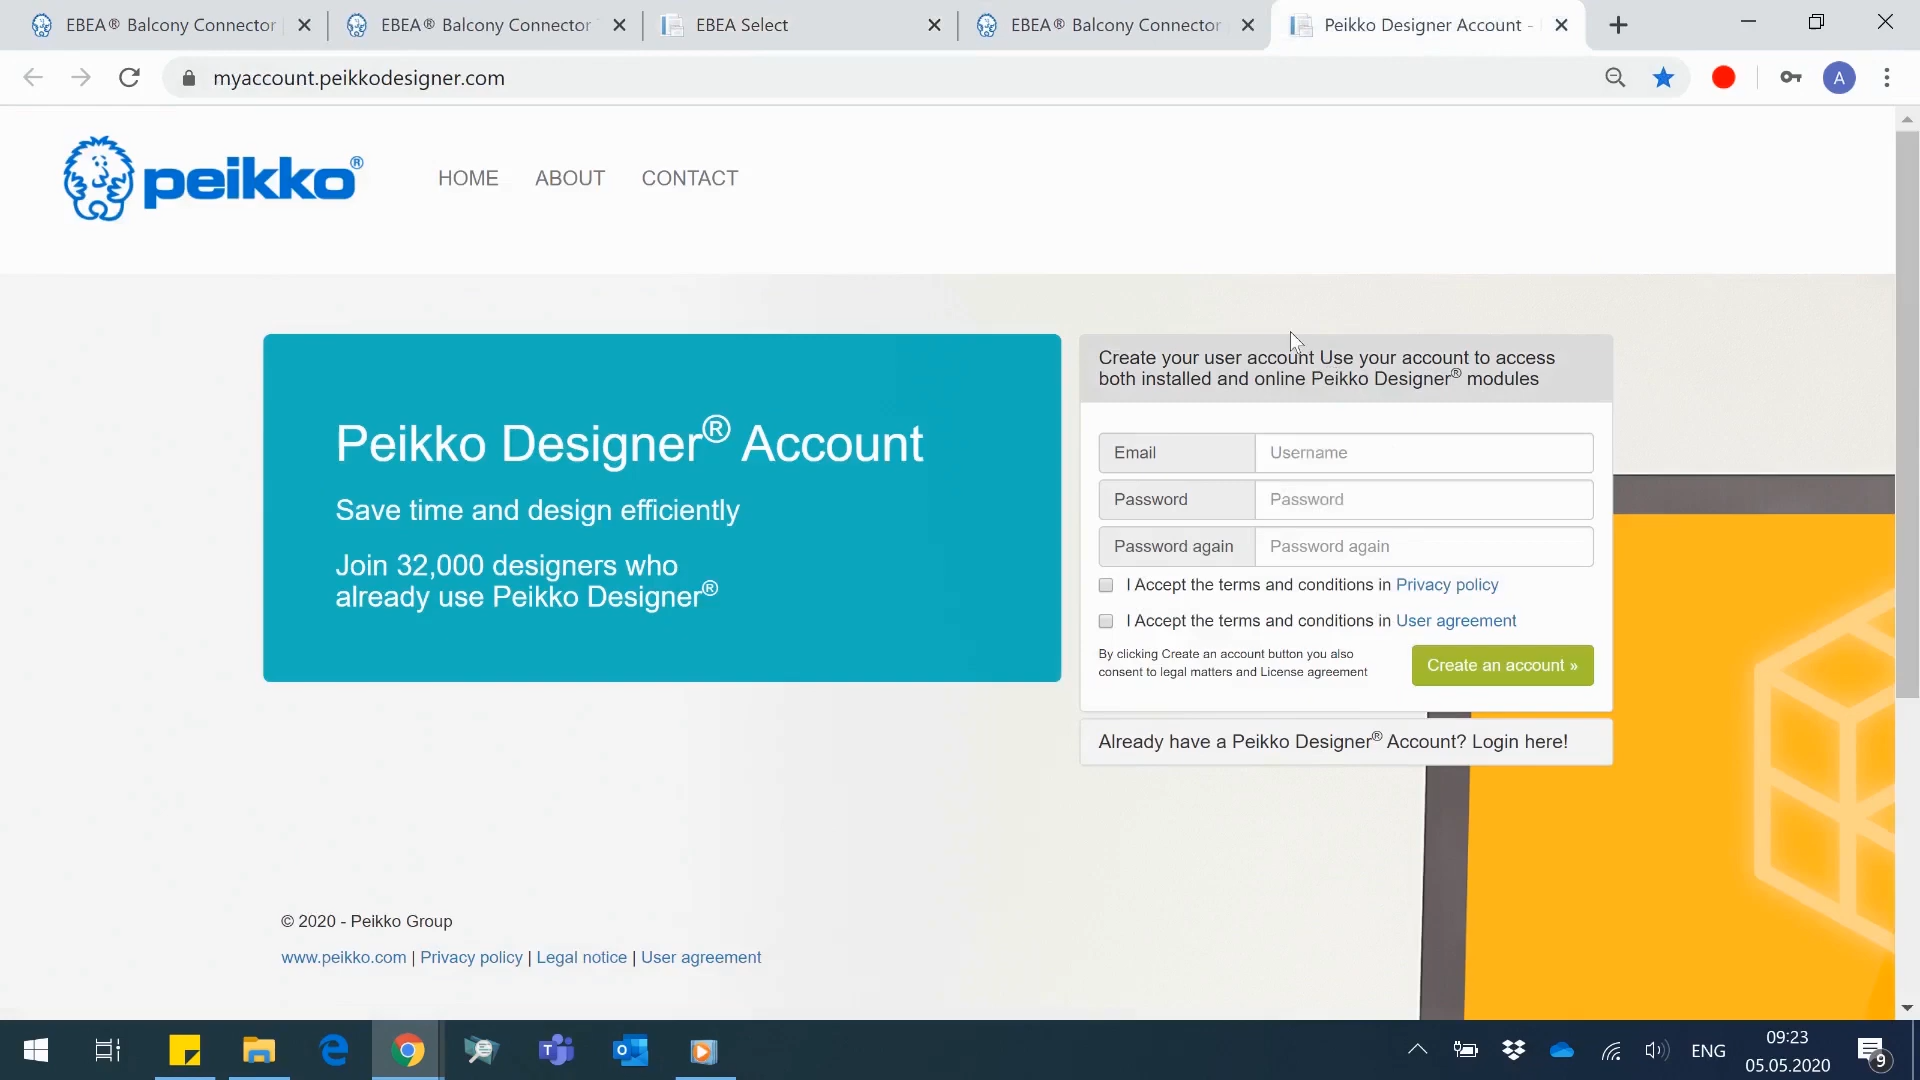 EBEA® Balcony Connector
EBEA® Balcony Connector
EBEA Select
EBEA® Balcony Connector
Peikko Designer Account -
myaccount.peikkodesigner.com
A
peikko®
HOME
ABOUT
CONTACT
Peikko Designer® Account
Save time and design efficiently
Join 32,000 designers who
already use Peikko Designer®
Create your user account Use your account to access
both installed and online Peikko Designer® modules
Email
Username
Password
Password
Password again
Password again
I Accept the terms and conditions in Privacy policy
I Accept the terms and conditions in User agreement
By clicking Create an account button you also
consent to legal matters and License agreement
Create an account »
Already have a Peikko Designer® Account? Login here!
© 2020 - Peikko Group
www.peikko.com | Privacy policy | Legal notice | User agreement
ENG
09:23
05.05.2020
9